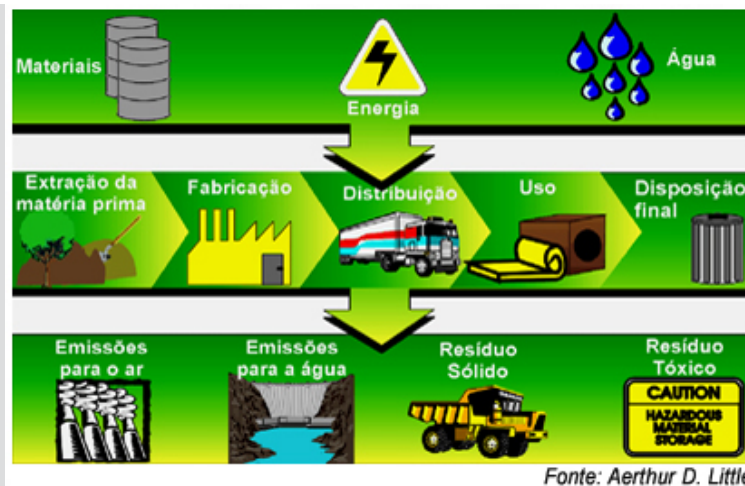 Materiais
Energia
Água
Extração da
matéria prima
Fabricação
Distribuição
Uso
Disposição
final
Emissões
para o ar
Emissões
para a água
Resíduo
Sólido
Resíduo
Tóxico
CAUTION
HAZARDOUS
MATERIAL
STORAGE
Fonte: Aerthur D. Little